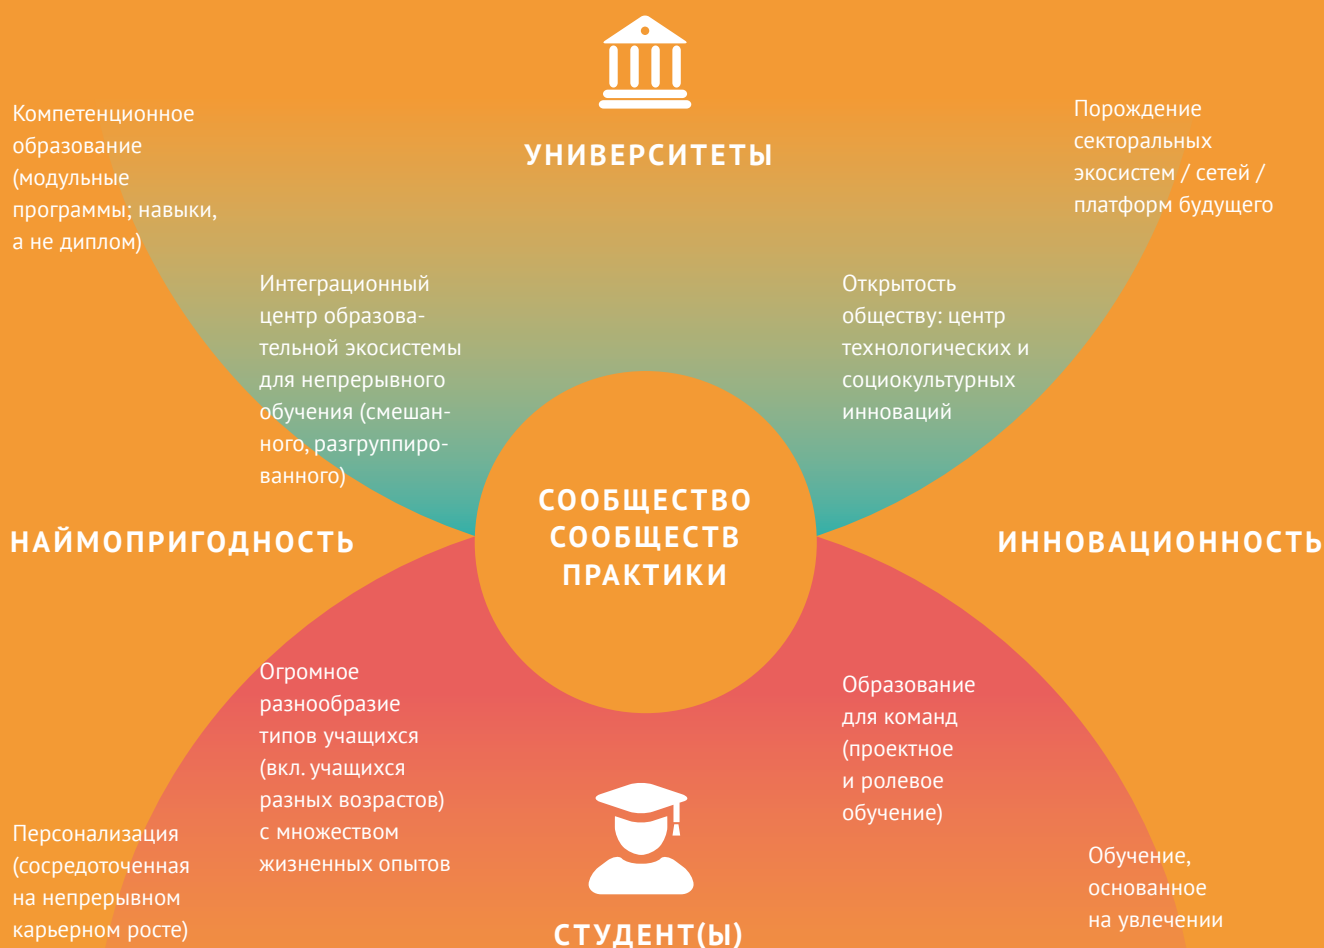 УНИВЕРСИТЕТЫ
Компетенционное
образование
(модульные
программы; навыки,
а не диплом)
Порождение
секторальных
экосистем / сетей /
платформ будущего
Интеграционный
центр образова-
тельной экосистемы
для непрерывного
обучения (смешан-
ного, разгруппиро-
ванного)
Открытость
обществу: центр
технологических и
социокультурных
инноваций
НАЙМОПРИГОДНОСТЬ
СООБЩЕСТВО
СООБЩЕСТВ
ПРАКТИКИ
ИННОВАЦИОННОСТЬ
Огромное
разнообразие
типов учащихся
(вкл. учащихся
разных возрастов)
с множеством
жизненных опытов
Образование
для команд
(проектное
и ролевое
обучение)
Персонализация
(сосредоточенная
на непрерывном
карьерном росте)
Обучение,
основанное
на увлечении
СТУДЕНТ(Ы)